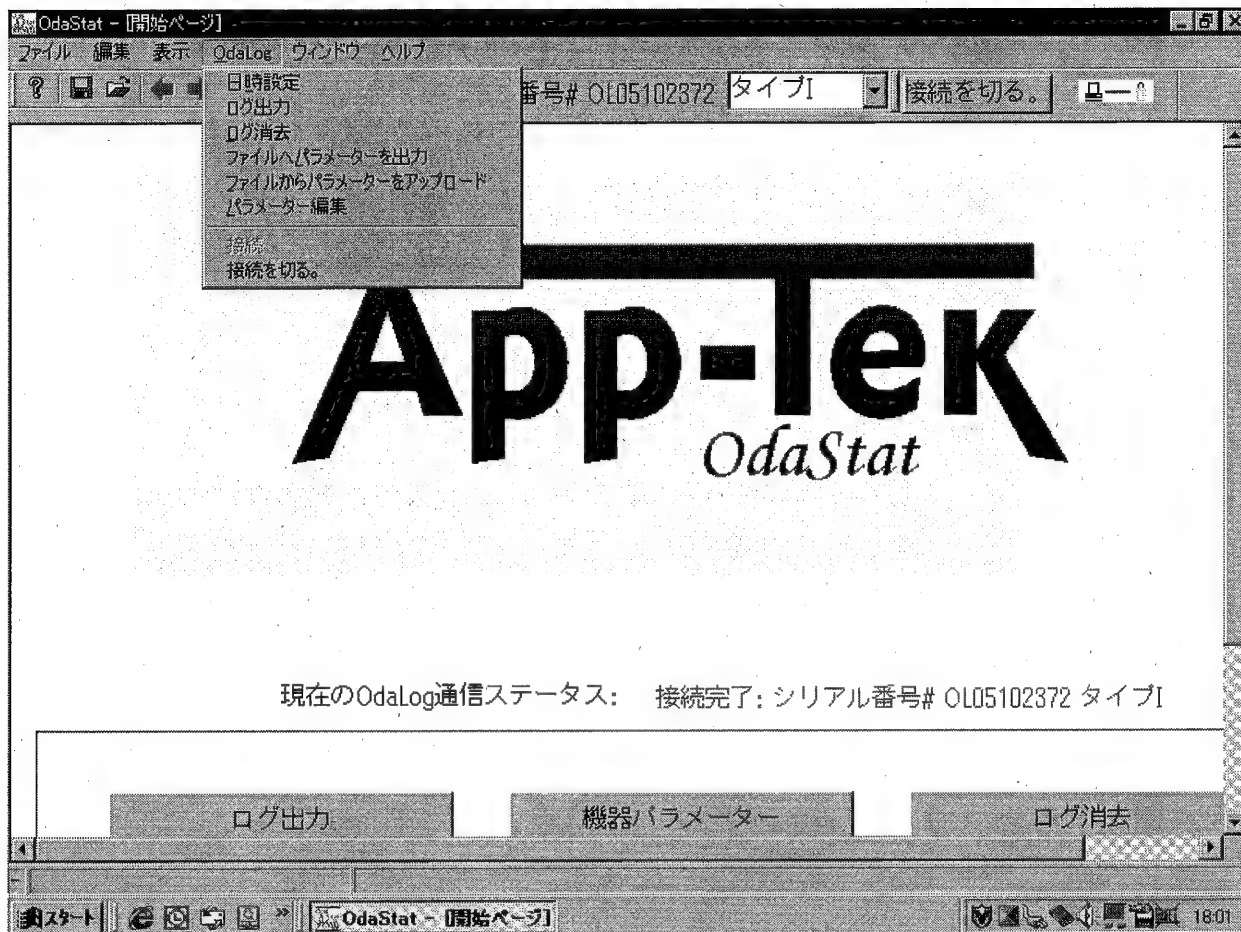 OdaStat - [開始ページ]
ファイル 編集 表示 OdaLog ウィンドウ ヘルプ
番号# OL05102372 タイプI 接続を切る。
日時設定
ログ出力
ログ消去
ファイルへパラメーターを出力
ファイルからパラメーターをアップロード
パラメーター編集
接続
接続を切る。
App-Tek
OdaStat
現在のOdaLog通信ステータス: 接続完了: シリアル番号# OL05102372 タイプI
ログ出力 機器パラメーター ログ消去
スタート OdaStat - [開始ページ] 18:01